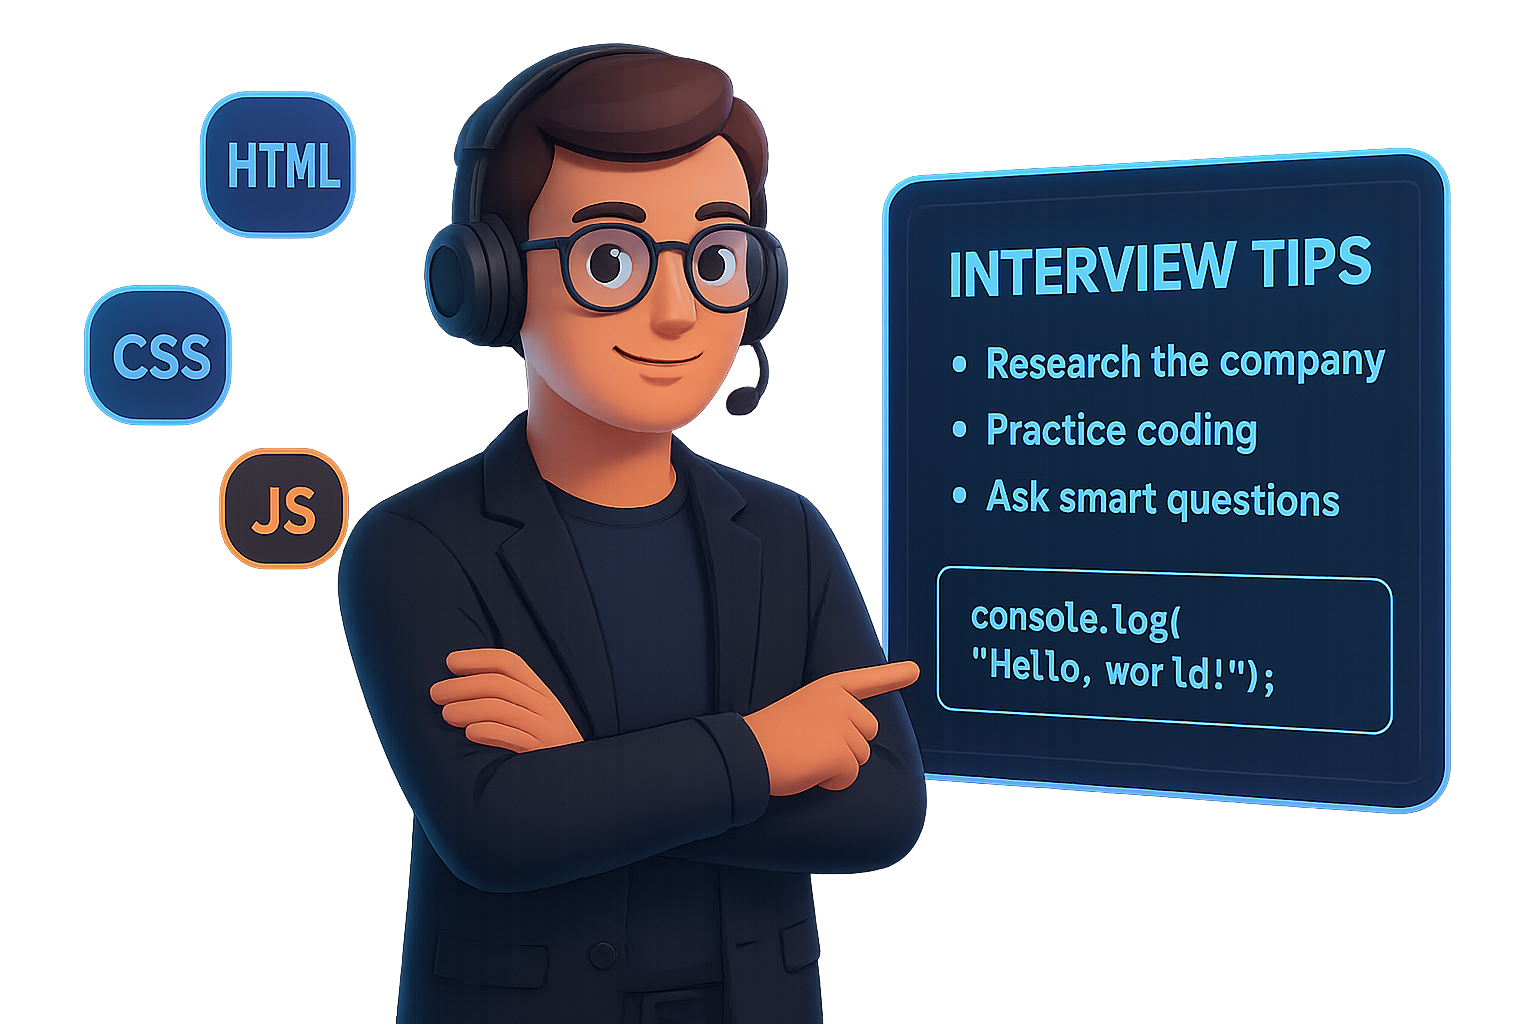 HTML
CSS
JS
INTERVIEW TIPS
• Research the company
• Practice coding
• Ask smart questions
console.log(
"Hello, wor ld!");